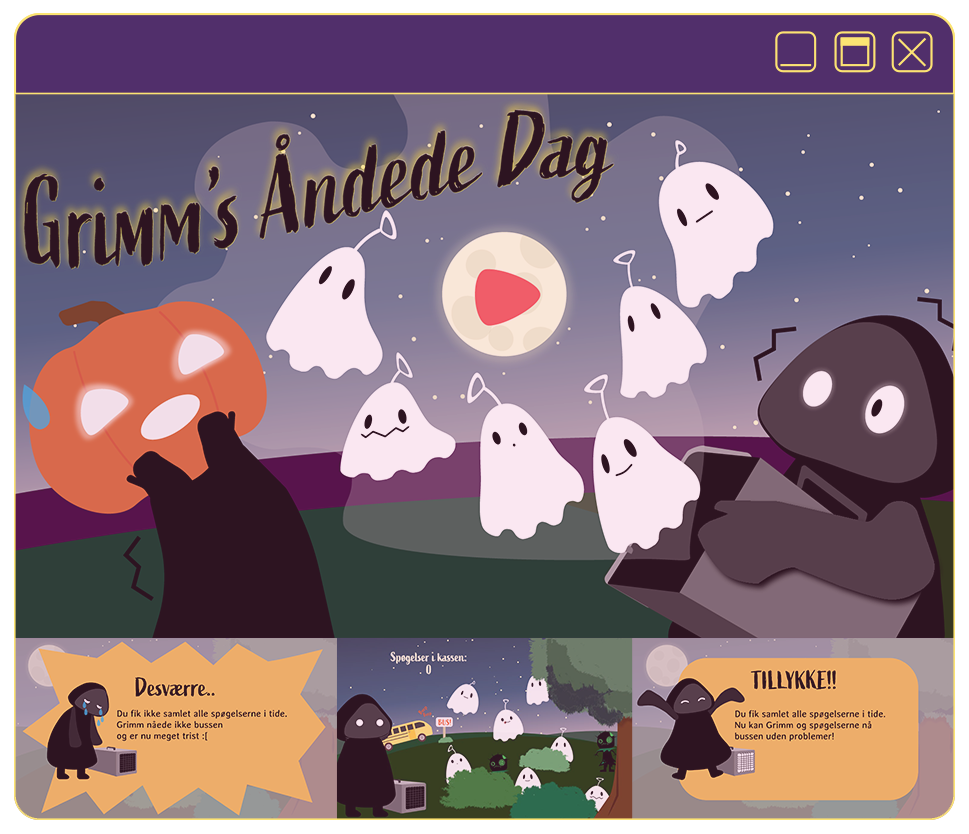 Grimm's Åndede Dag
Desværre..
Du fik ikke samlet alle spøgelserne i tide.
Grimm nåede ikke bussen
og er nu meget trist :[
Spøgelser i kassen:
0
BUS!
TILLYKKE!!
Du fik samlet alle spøgelserne i tide.
Nu kan Grimm og spøgelserne nå
bussen uden problemer!